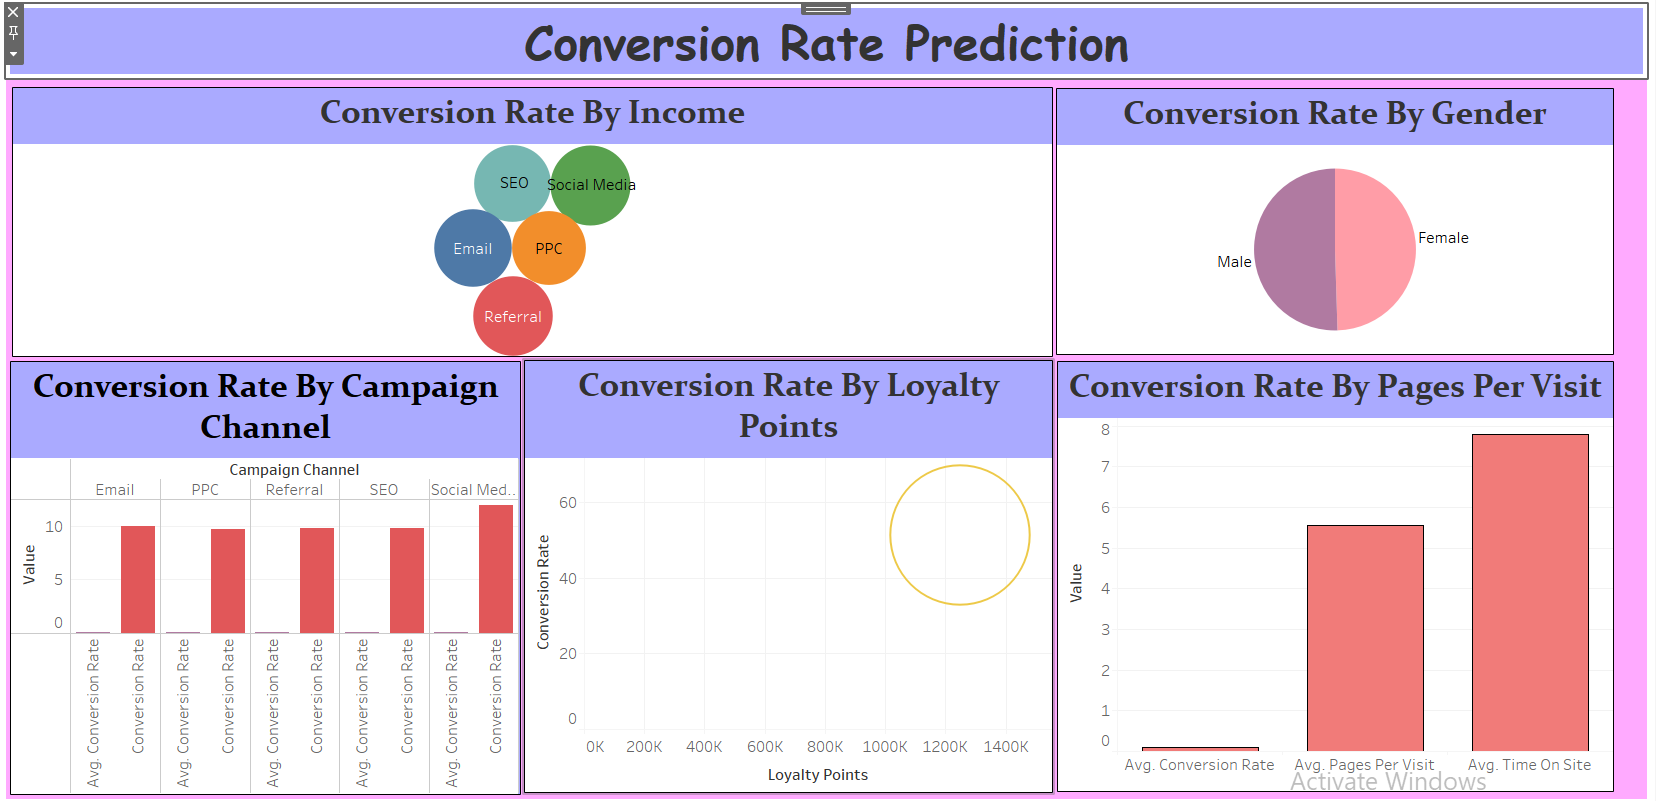 Conversion Rate Prediction
Conversion Rate By Income
SEO
Social Media
Email
PPC
Referral
Conversion Rate By Gender
Male
Female
Conversion Rate By Campaign
Channel
Campaign Channel
Email
PPC
Referral
SEO
Social Med..
Value
10
5
0
Avg. Conversion Rate
Conversion Rate
Avg. Conversion Rate
Conversion Rate
Avg. Conversion Rate
Conversion Rate
Avg. Conversion Rate
Conversion Rate
Avg. Conversion Rate
Conversion Rate
Conversion Rate By Loyalty
Points
Conversion Rate
60
40
20
0
0K
200K
400K
600K
800K
1000K
1200K
1400K
Loyalty Points
Conversion Rate By Pages Per Visit
Value
8
7
6
5
4
3
2
1
0
Avg. Conversion Rate
Avg. Pages Per Visit
Avg. Time On Site
Activate Windows